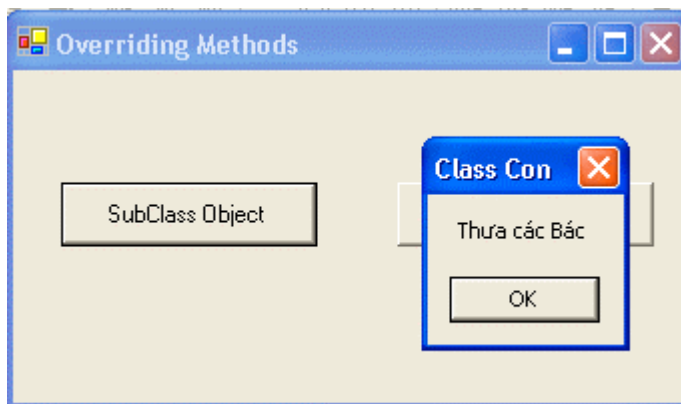 Overriding Methods
SubClass Object
Class Con
Thưa các Bác
OK